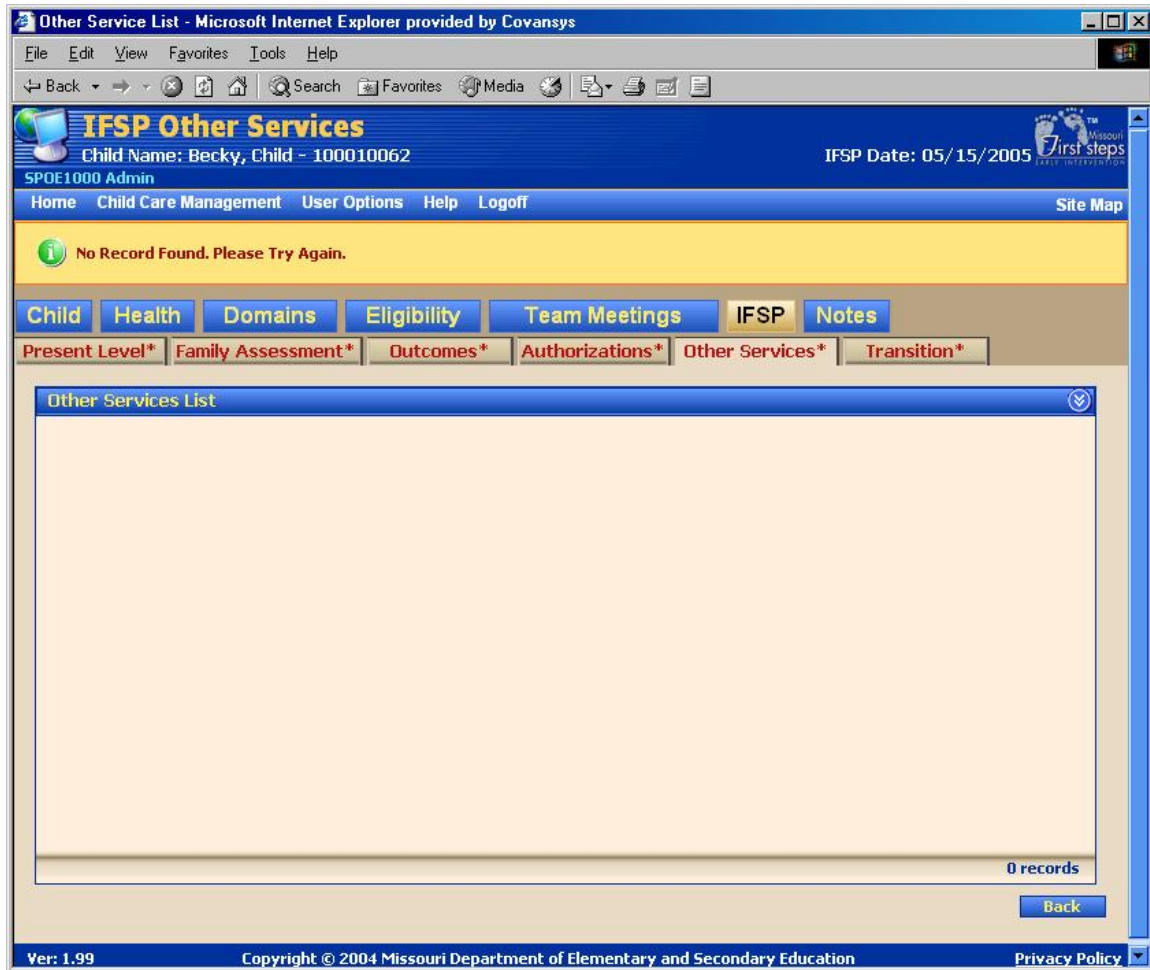 Other Service List - Microsoft Internet Explorer provided by Covansys
File Edit View Favorites Tools Help
Back Search Favorites Media
IFSP Other Services
Child Name: Becky, Child - 100010062 IFSP Date: 05/15/2005
TM
Missouri
First steps
EARLY INTERVENTION
SPOE1000 Admin
Home Child Care Management User Options Help Logoff Site Map
No Record Found. Please Try Again.
Child Health Domains Eligibility Team Meetings IFSP Notes
Present Level* Family Assessment* Outcomes* Authorizations* Other Services* Transition*
Other Services List
0 records
Back
Ver: 1.99 Copyright © 2004 Missouri Department of Elementary and Secondary Education Privacy Policy